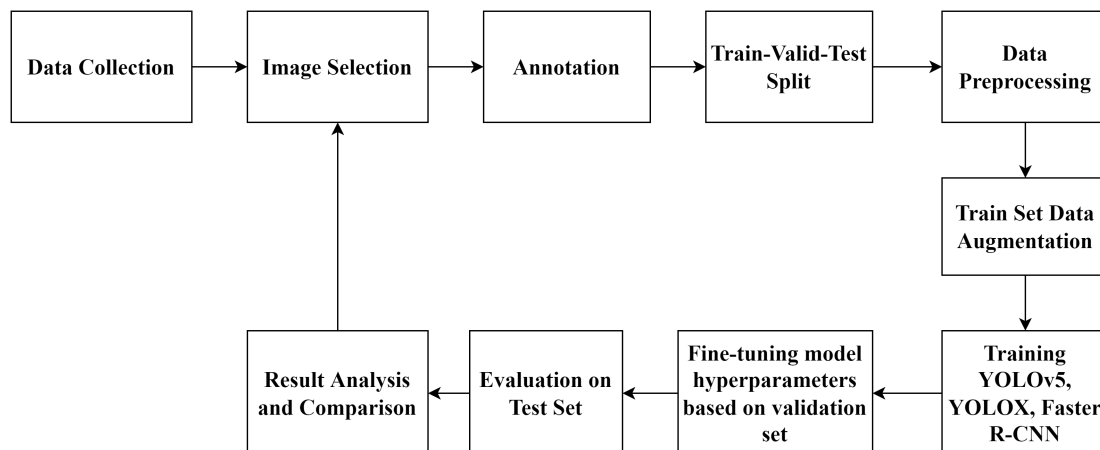 Data Collection
Image Selection
Annotation
Train-Valid-Test
Split
Data
Preprocessing
Train Set Data
Augmentation
Training
YOLOv5,
YOLOX, Faster
R-CNN
Fine-tuning model
hyperparameters
based on validation
set
Evaluation on
Test Set
Result Analysis
and Comparison